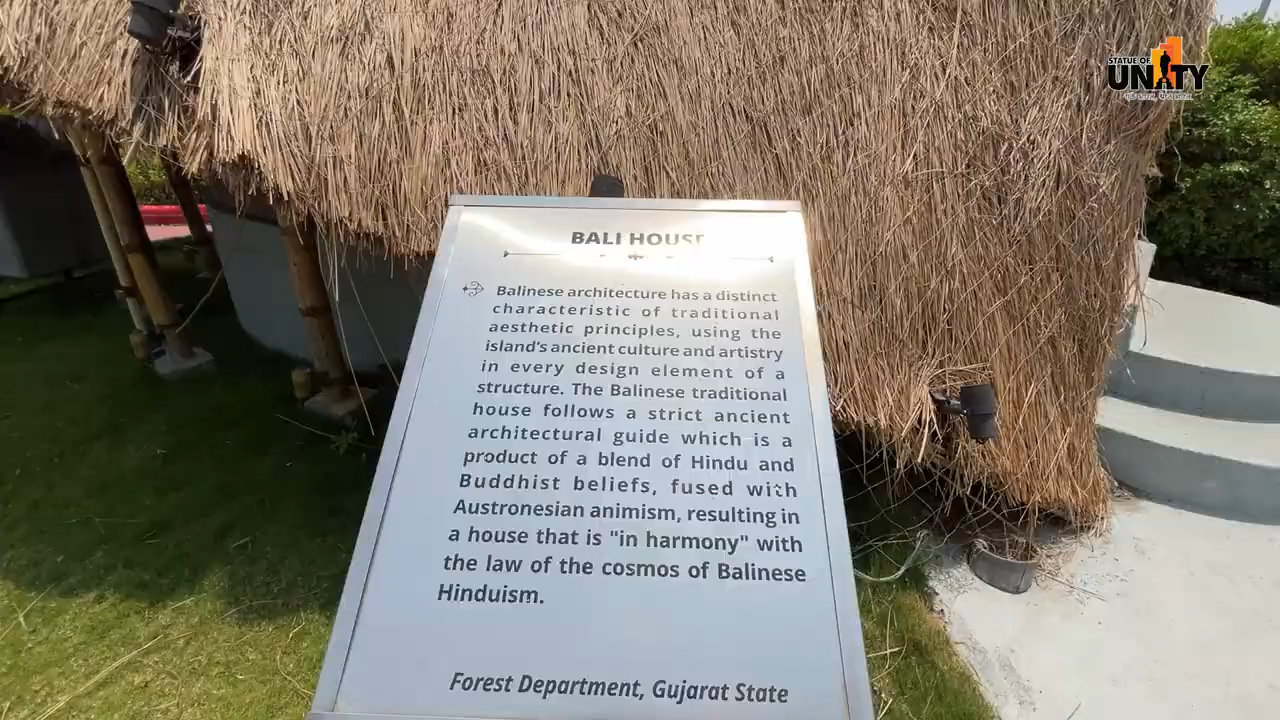 STATUE OF
UNITY
BALI HOUSE
Balinese architecture has a distinct
characteristic of traditional
aesthetic principles, using the
island's ancient culture and artistry
in every design element of a
structure. The Balinese traditional
house follows a strict ancient
architectural guide which is a
product of a blend of Hindu and
Buddhist beliefs, fused with
Austronesian animism, resulting in
a house that is "in harmony" with
the law of the cosmos of Balinese
Hinduism.
Forest Department, Gujarat State